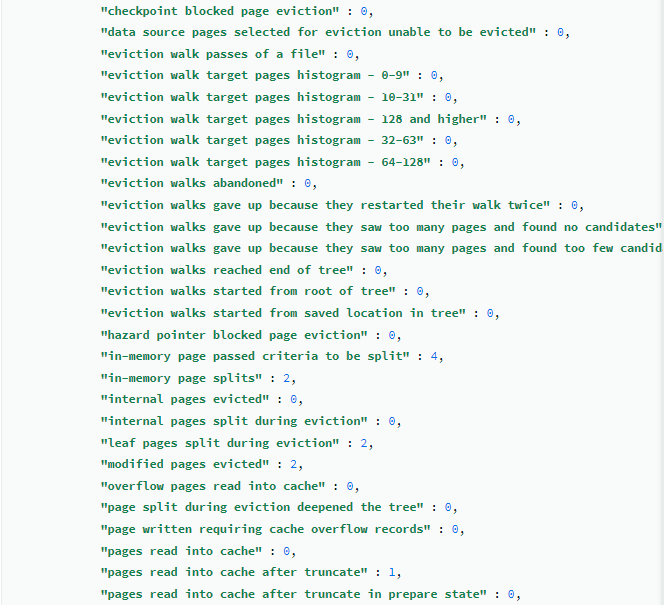 "checkpoint blocked page eviction" : 0,
"data source pages selected for eviction unable to be evicted" : 0,
"eviction walk passes of a file" : 0,
"eviction walk target pages histogram - 0-9" : 0,
"eviction walk target pages histogram - 10-31" : 0,
"eviction walk target pages histogram - 128 and higher" : 0,
"eviction walk target pages histogram - 32-63" : 0,
"eviction walk target pages histogram - 64-128" : 0,
"eviction walks abandoned" : 0,
"eviction walks gave up because they restarted their walk twice" : 0,
"eviction walks gave up because they saw too many pages and found no candidates"
"eviction walks gave up because they saw too many pages and found too few candid
"eviction walks reached end of tree" : 0,
"eviction walks started from root of tree" : 0,
"eviction walks started from saved location in tree" : 0,
"hazard pointer blocked page eviction" : 0,
"in-memory page passed criteria to be split" : 4,
"in-memory page splits" : 2,
"internal pages evicted" : 0,
"internal pages split during eviction" : 0,
"leaf pages split during eviction" : 2,
"modified pages evicted" : 2,
"overflow pages read into cache" : 0,
"page split during eviction deepened the tree" : 0,
"page written requiring cache overflow records" : 0,
"pages read into cache" : 0,
"pages read into cache after truncate" : 1,
"pages read into cache after truncate in prepare state" : 0,